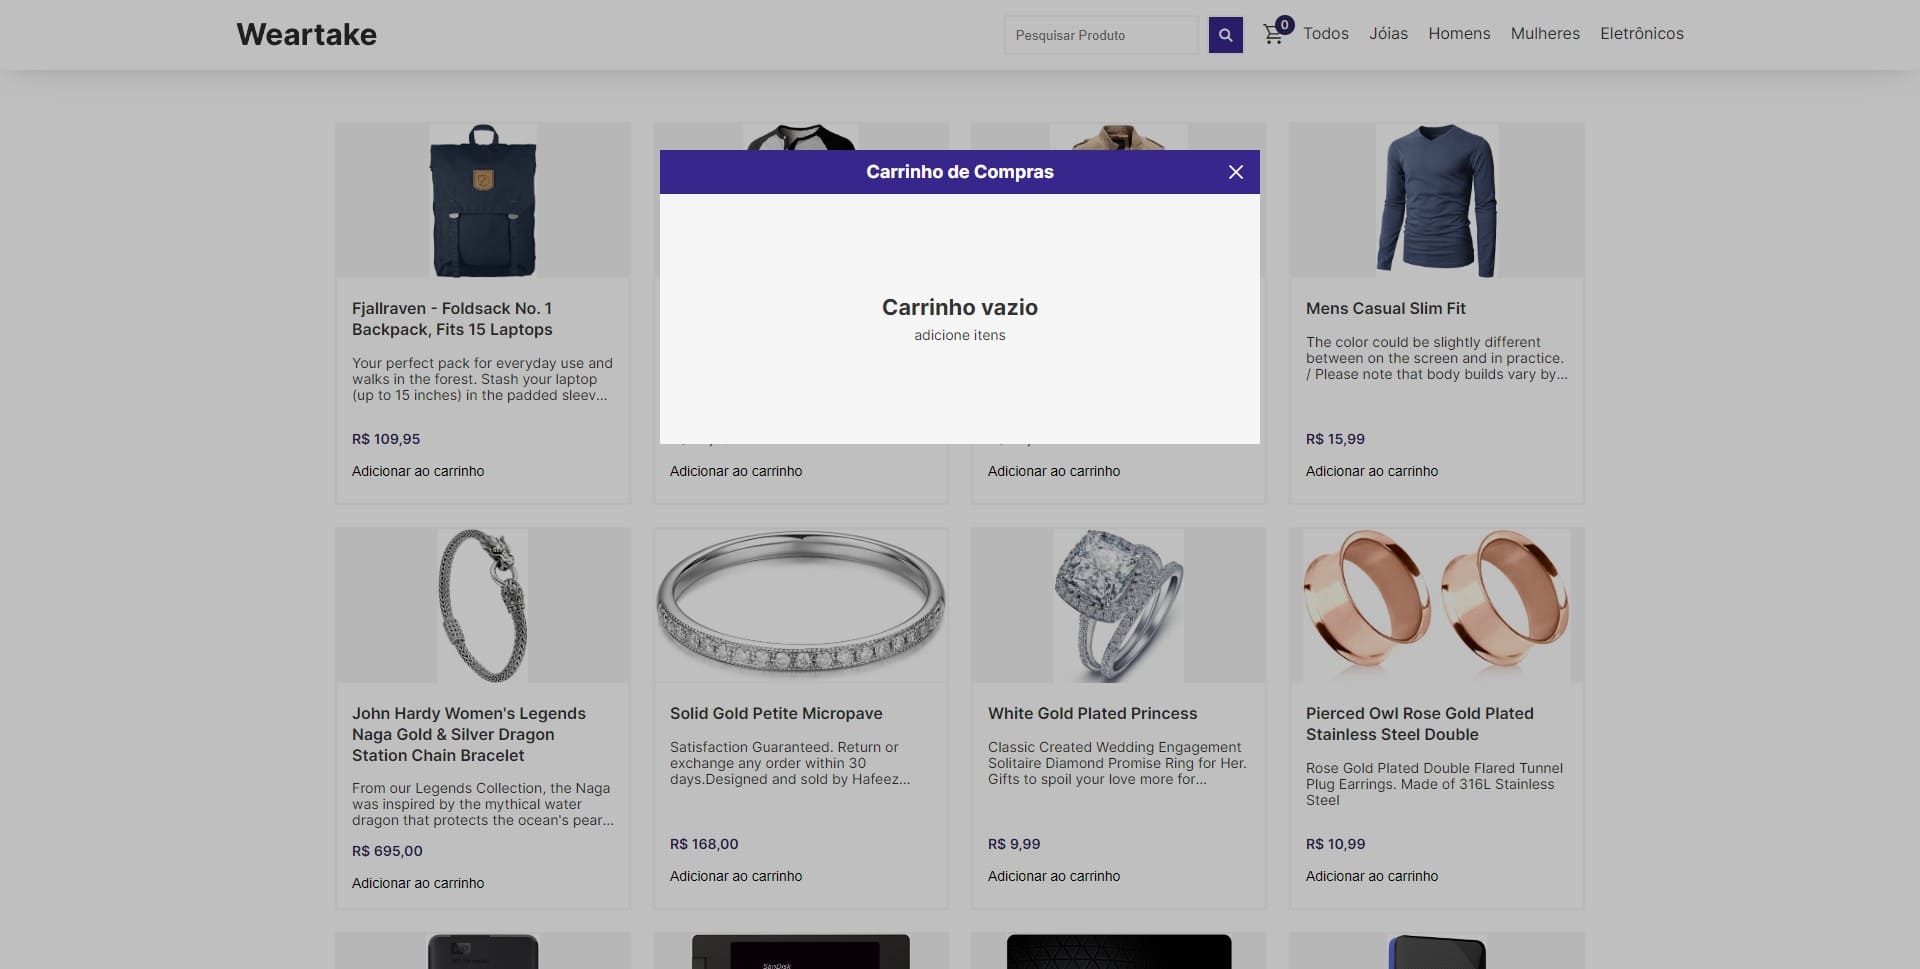 Weartake
Pesquisar Produto
0
Todos
Jóias
Homens
Mulheres
Eletrônicos
Carrinho de Compras
Carrinho vazio
adicione itens
Fjallraven - Foldsack No. 1
Backpack, Fits 15 Laptops
Your perfect pack for everyday use and
walks in the forest. Stash your laptop
(up to 15 inches) in the padded sleev...
R$ 109,95
Adicionar ao carrinho
Adicionar ao carrinho
Adicionar ao carrinho
Mens Casual Slim Fit
The color could be slightly different
between on the screen and in practice.
/ Please note that body builds vary by...
R$ 15,99
Adicionar ao carrinho
John Hardy Women's Legends
Naga Gold & Silver Dragon
Station Chain Bracelet
From our Legends Collection, the Naga
was inspired by the mythical water
dragon that protects the ocean's pear...
R$ 695,00
Adicionar ao carrinho
Solid Gold Petite Micropave
Satisfaction Guaranteed. Return or
exchange any order within 30
days.Designed and sold by Hafeez...
R$ 168,00
Adicionar ao carrinho
White Gold Plated Princess
Classic Created Wedding Engagement
Solitaire Diamond Promise Ring for Her.
Gifts to spoil your love more for...
R$ 9,99
Adicionar ao carrinho
Pierced Owl Rose Gold Plated
Stainless Steel Double
Rose Gold Plated Double Flared Tunnel
Plug Earrings. Made of 316L Stainless
Steel
R$ 10,99
Adicionar ao carrinho
SanDisk